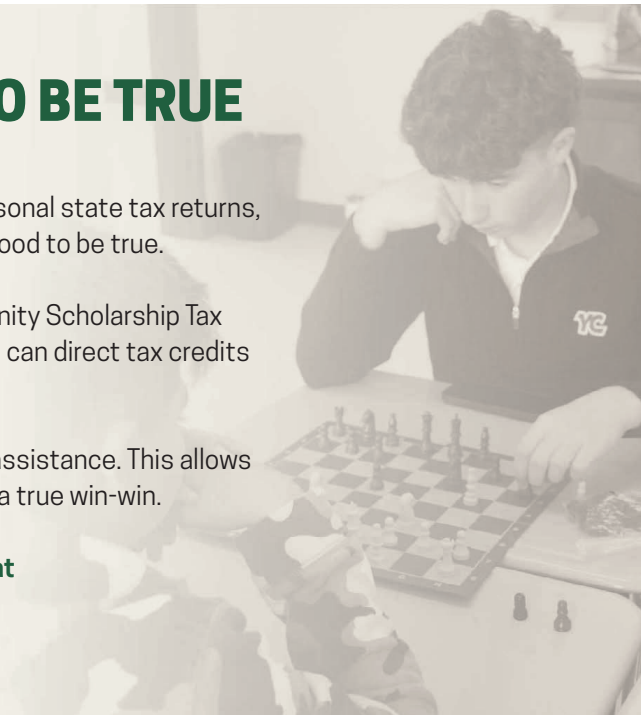 O BE TRUE
sonal state tax returns,
ood to be true.
nity Scholarship Tax
can direct tax credits
assistance. This allows
a true win-win.
nt
YC